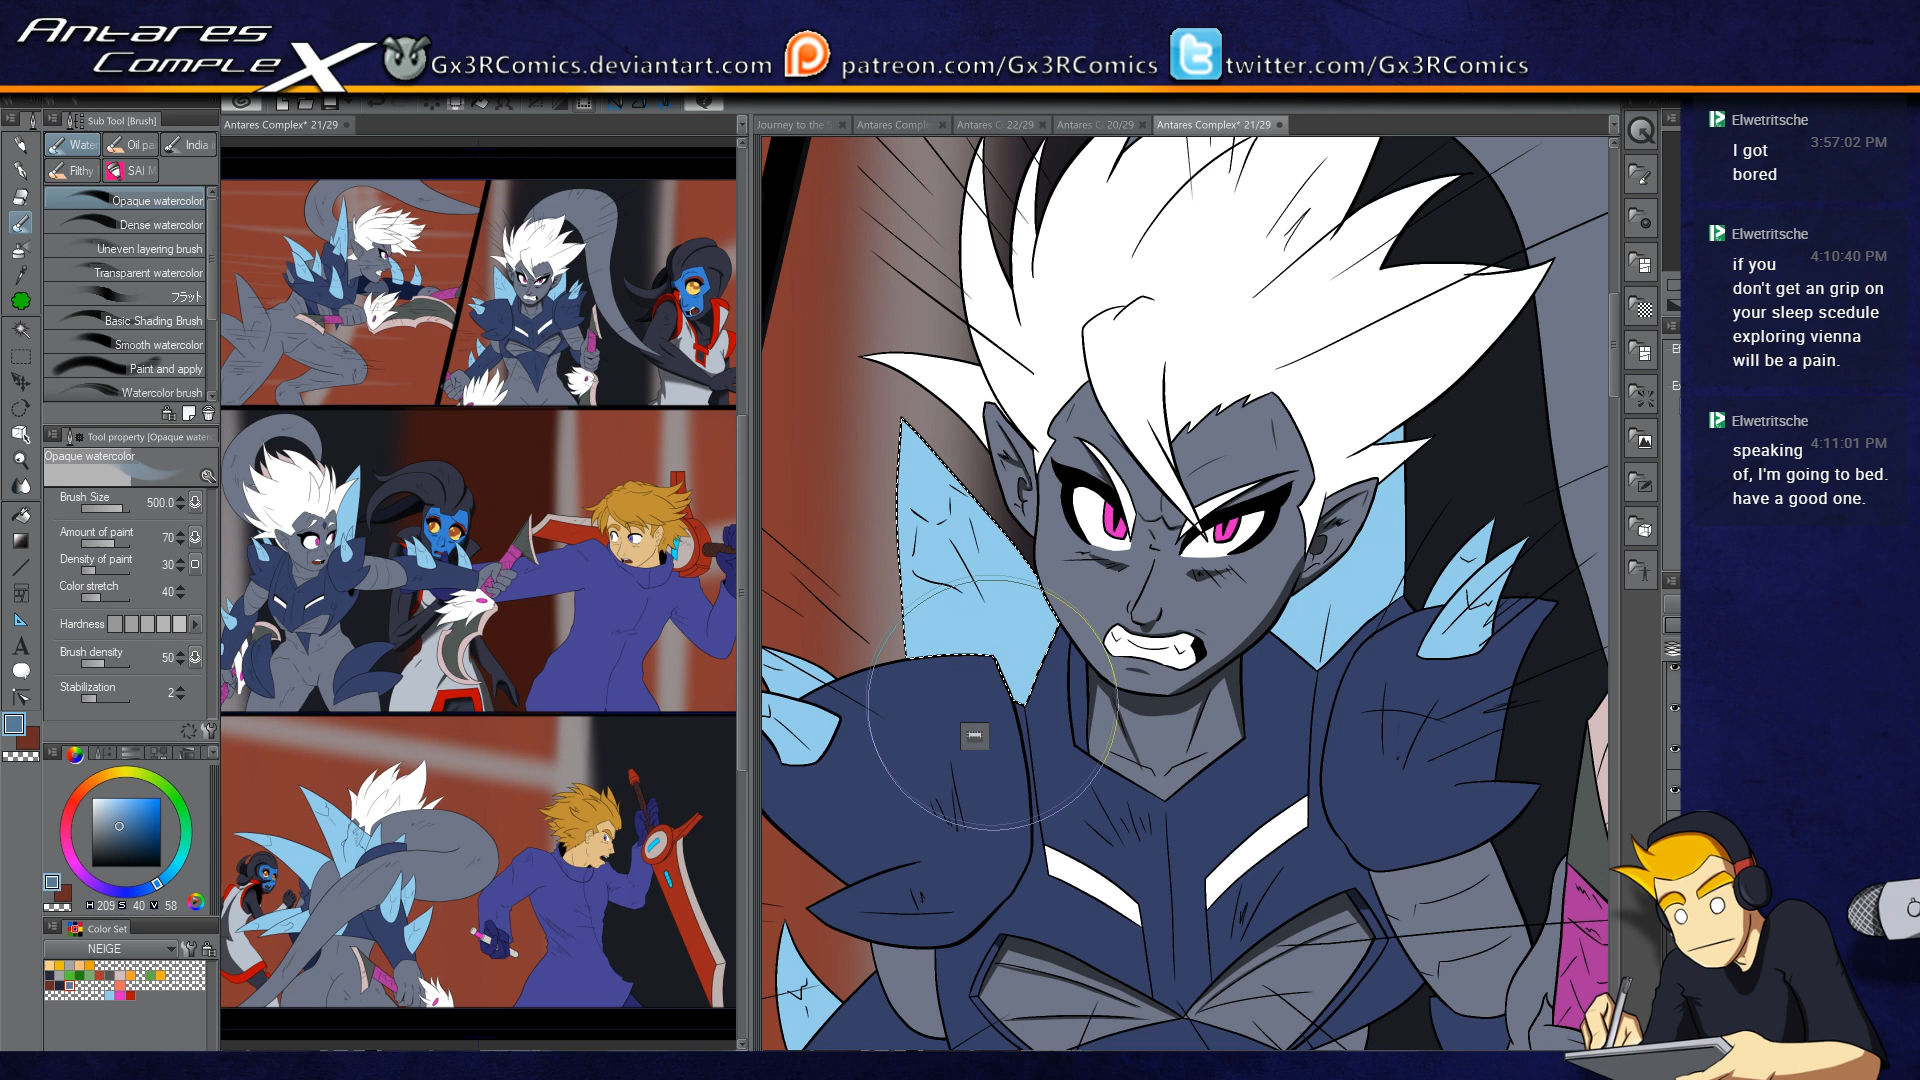 Antares
CompleX
Gx3RComics.deviantart.com
patreon.com/Gx3RComics
twitter.com/Gx3RComics
Sub Tool [Brush]
Water
Oil pa
India
Filthy
SAI M
Opaque watercolor
Dense watercolor
Uneven layering brush
Transparent watercolor
フラット
Basic Shading Brush
Smooth watercolor
Paint and apply
Watercolor brush
Tool property [Opaque water
Opaque watercolor
Brush Size 500.0
Amount of paint 70
Density of paint 30
Color stretch 40
Hardness
Brush density 50
Stabilization 2
H 209 S 40 V 58
Color Set
NEIGE
Antares Complex* 21/29
Journey to the S
Antares Comple
Antares C 22/29
Antares C 20/29
Antares Complex* 21/29
Elwetritsche
3:57:02 PM
I got
bored
Elwetritsche
4:10:40 PM
if you
don't get an grip on
your sleep scedule
exploring vienna
will be a pain.
Elwetritsche
4:11:01 PM
speaking
of, I'm going to bed.
have a good one.